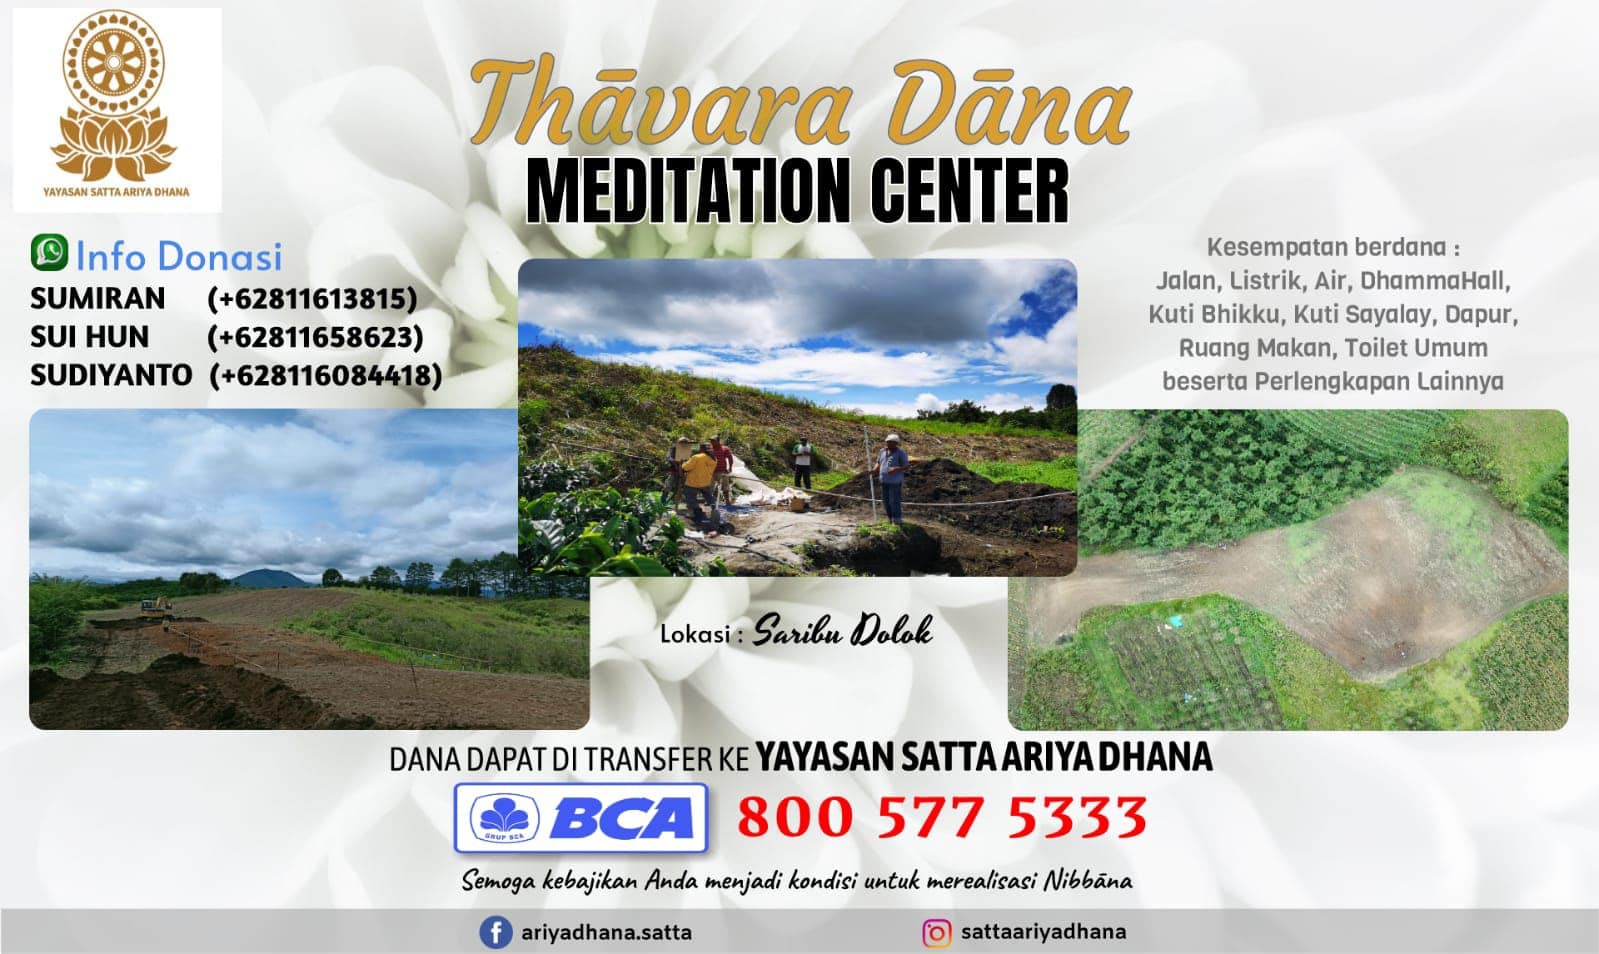 Thāvara Dāna
MEDITATION CENTER
YAYASAN SATTA ARIYA DHANA
Info Donasi
SUMIRAN (+62811613815)
SUI HUN (+62811658623)
SUDIYANTO (+628116084418)
Kesempatan berdana :
Jalan, Listrik, Air, DhammaHall,
Kuti Bhikku, Kuti Sayalay, Dapur,
Ruang Makan, Toilet Umum
beserta Perlengkapan Lainnya
Lokasi : Saribu Dolok
DANA DAPAT DI TRANSFER KE YAYASAN SATTA ARIYA DHANA
GRUP BCA
BCA 800 577 5333
Semoga kebajikan Anda menjadi kondisi untuk merealisasi Nibbāna
ariyadhana.satta
sattaariyadhana